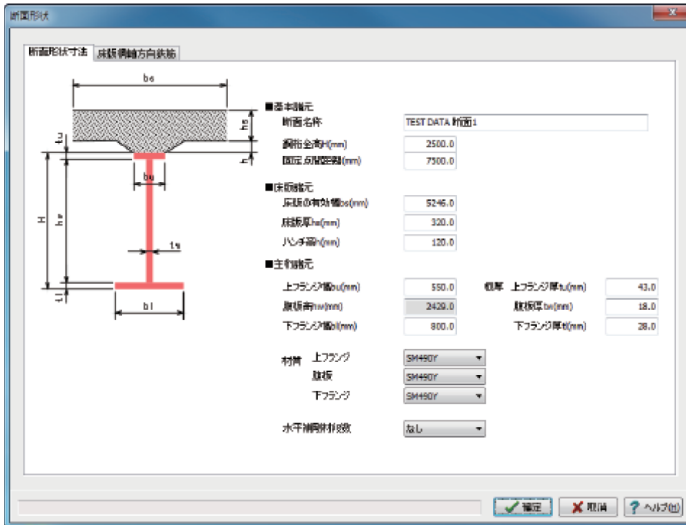 断面形状
断面形状寸法 床版橋軸方向鉄筋
bs
hs
tu
h
bu
H
hw
tw
tl
bl
■基本諸元
断面名称 TEST DATA 断面1
鋼桁全高H(mm) 2500.0
固定点間距離(mm) 7500.0
■床版諸元
床版の有効幅bs(mm) 5246.0
床版厚hs(mm) 320.0
ハンチ高h(mm) 120.0
■主桁諸元
上フランジ幅bu(mm) 550.0 板厚 上フランジ厚tu(mm) 43.0
腹板高hw(mm) 2429.0 腹板厚tw(mm) 18.0
下フランジ幅bl(mm) 800.0 下フランジ厚tl(mm) 28.0
材質 上フランジ SM490Y
腹板 SM490Y
下フランジ SM490Y
水平補剛材段数 なし
確定 取消 ? ヘルプ(H)